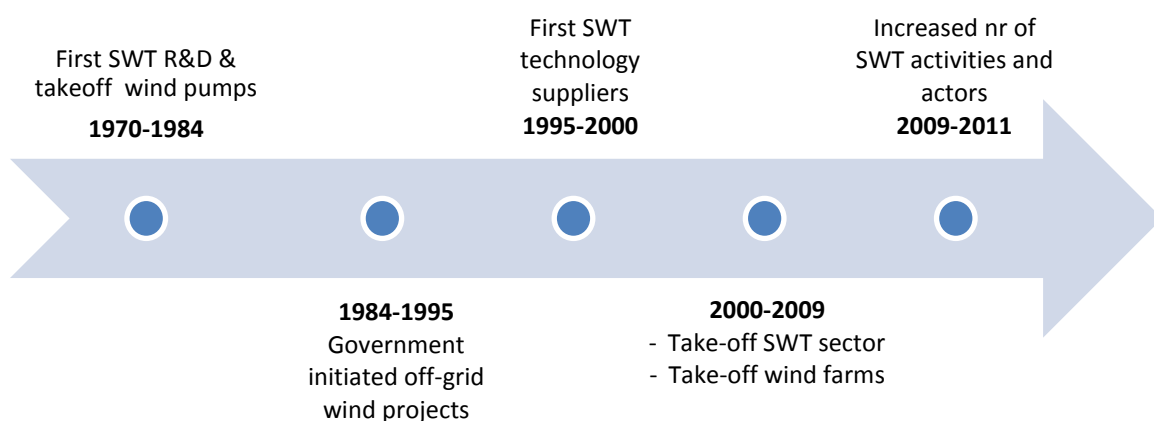 First SWT R&D &
takeoff wind pumps
1970-1984
1984-1995
Government
initiated off-grid
wind projects
First SWT
technology
suppliers
1995-2000
2000-2009
- Take-off SWT sector
- Take-off wind farms
Increased nr of
SWT activities and
actors
2009-2011